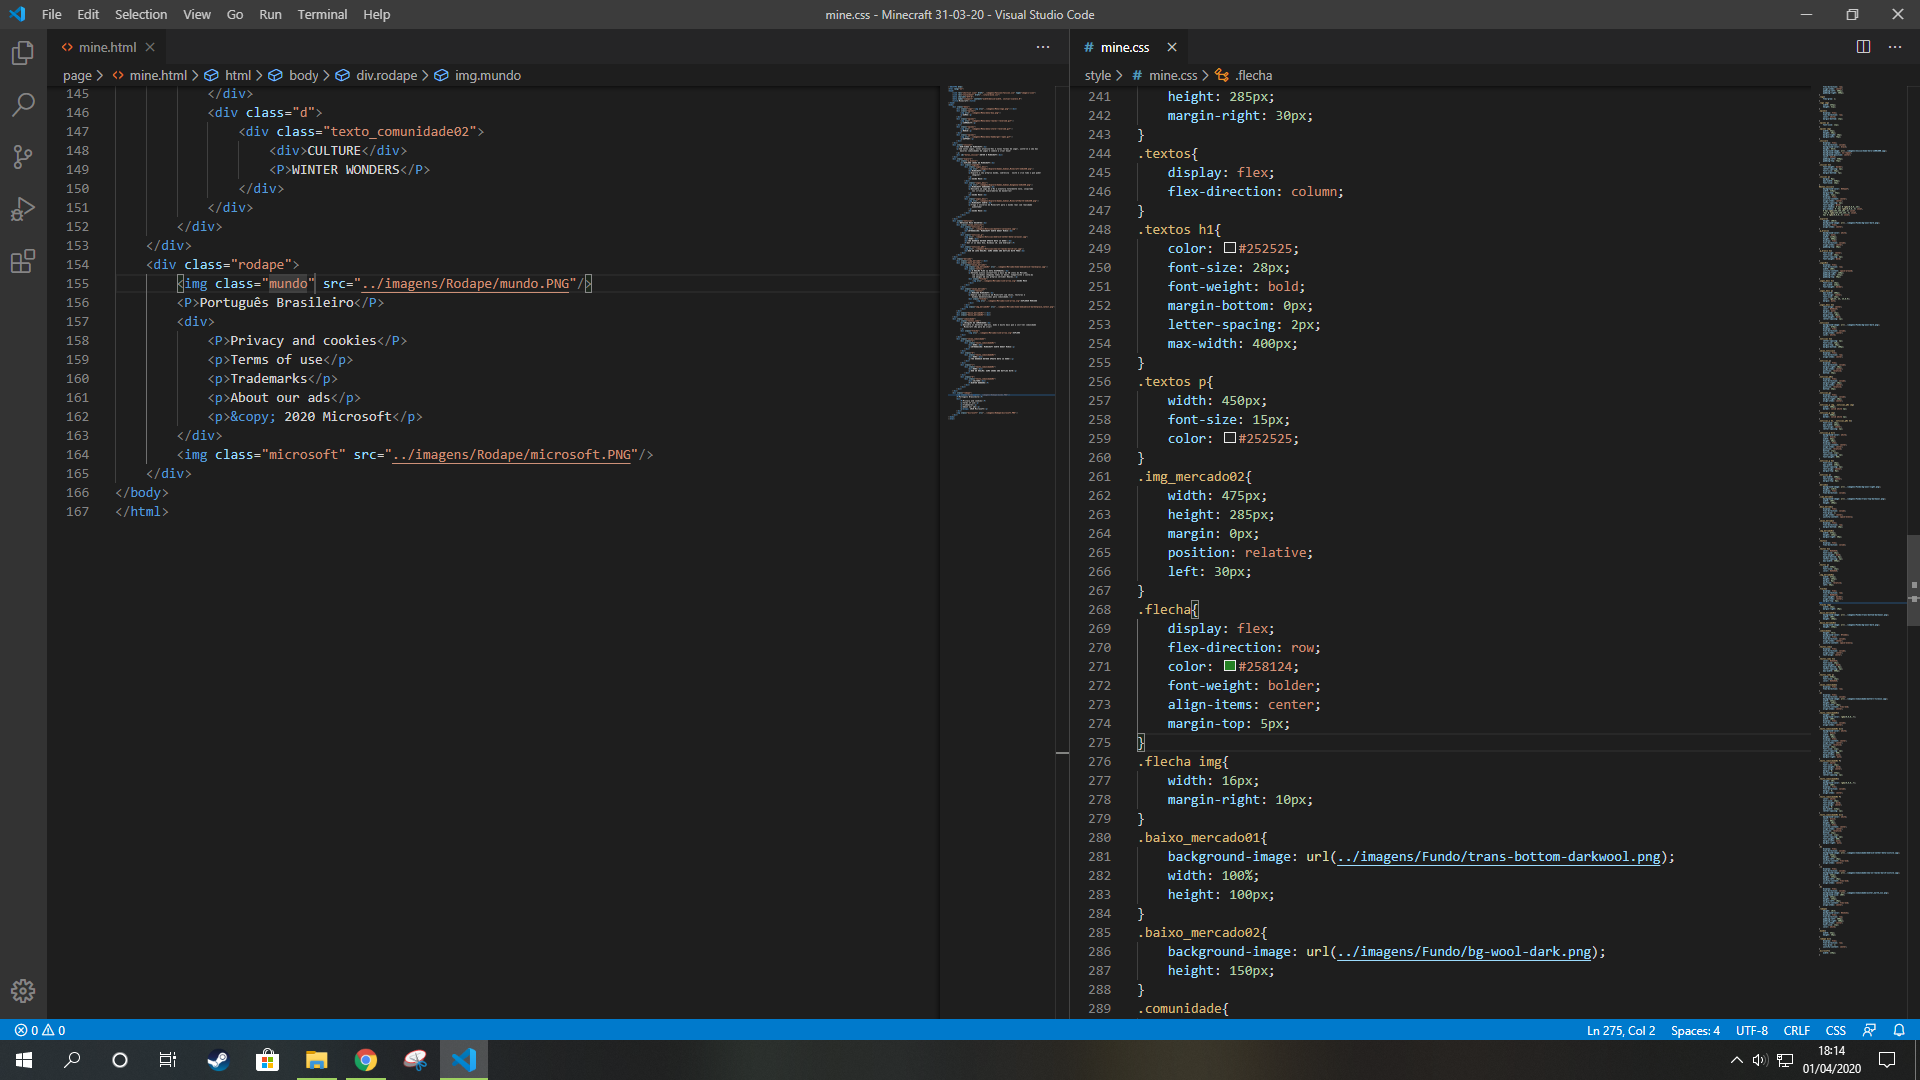 File Edit Selection View Go Run Terminal Help
mine.css - Minecraft 31-03-20 - Visual Studio Code
mine.html
page > mine.html > html > body > div.rodape > img.mundo
145 </div>
146 <div class="d">
147 <div class="texto_comunidade02">
148 <div>CULTURE</div>
149 <P>WINTER WONDERS</P>
150 </div>
151 </div>
152 </div>
153 </div>
154 <div class="rodape">
155 <img class="mundo" src="../imagens/Rodape/mundo.PNG"/>
156 <P>Português Brasileiro</P>
157 <div>
158 <P>Privacy and cookies</P>
159 <p>Terms of use</p>
160 <p>Trademarks</p>
161 <p>About our ads</p>
162 <p>&copy; 2020 Microsoft</p>
163 </div>
164 <img class="microsoft" src="../imagens/Rodape/microsoft.PNG"/>
165 </div>
166 </body>
167 </html>
# mine.css
style > # mine.css > .flecha
241 height: 285px;
242 margin-right: 30px;
243 }
244 .textos{
245 display: flex;
246 flex-direction: column;
247 }
248 .textos h1{
249 color: #252525;
250 font-size: 28px;
251 font-weight: bold;
252 margin-bottom: 0px;
253 letter-spacing: 2px;
254 max-width: 400px;
255 }
256 .textos p{
257 width: 450px;
258 font-size: 15px;
259 color: #252525;
260 }
261 .img_mercado02{
262 width: 475px;
263 height: 285px;
264 margin: 0px;
265 position: relative;
266 left: 30px;
267 }
268 .flecha{
269 display: flex;
270 flex-direction: row;
271 color: #258124;
272 font-weight: bolder;
273 align-items: center;
274 margin-top: 5px;
275 }
276 .flecha img{
277 width: 16px;
278 margin-right: 10px;
279 }
280 .baixo_mercado01{
281 background-image: url(../imagens/Fundo/trans-bottom-darkwool.png);
282 width: 100%;
283 height: 100px;
284 }
285 .baixo_mercado02{
286 background-image: url(../imagens/Fundo/bg-wool-dark.png);
287 height: 150px;
288 }
289 .comunidade{
0 0
Ln 275, Col 2 Spaces: 4 UTF-8 CRLF CSS
18:14
01/04/2020